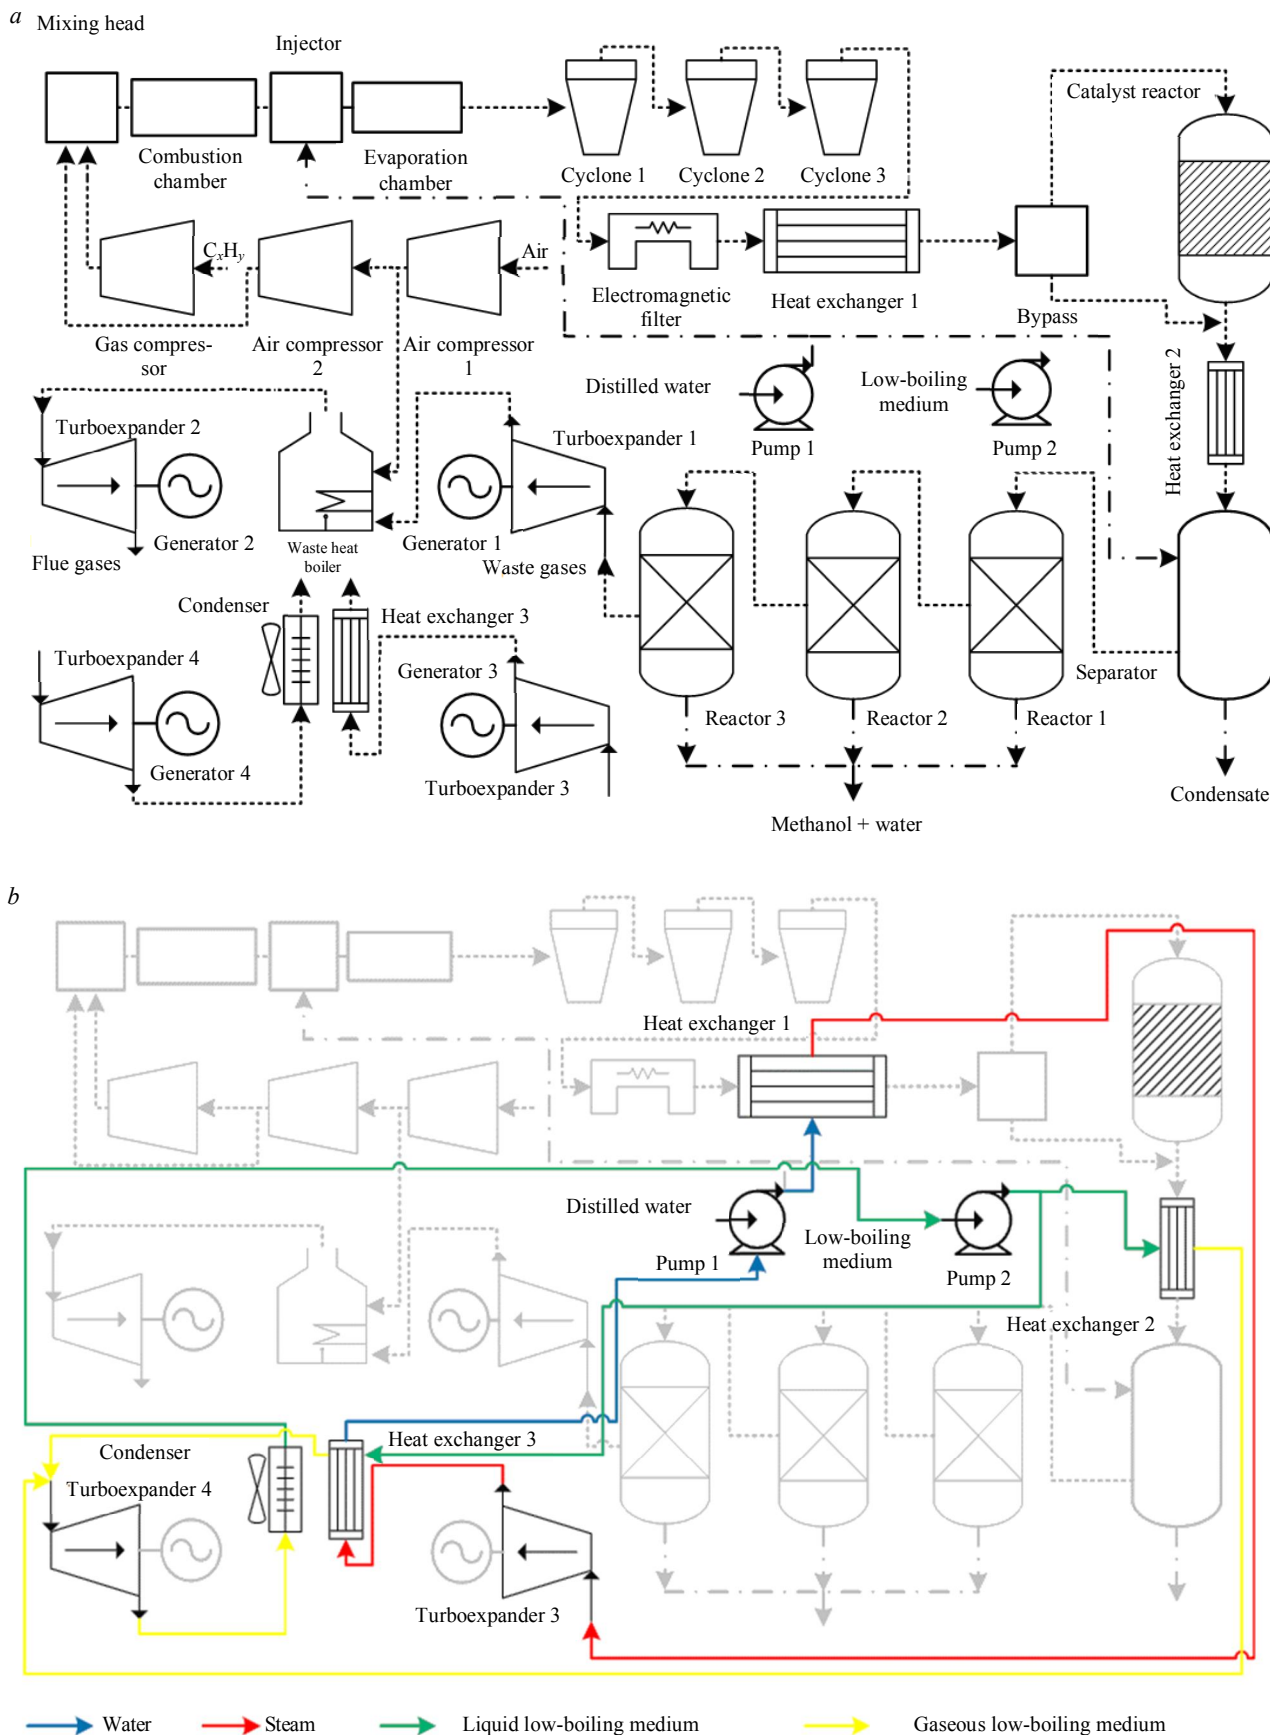 a
Mixing head
Injector
Catalyst reactor
Combustion
chamber
Evaporation
chamber
Cyclone 1
Cyclone 2
Cyclone 3
CxHy
Air
Electromagnetic
filter
Heat exchanger 1
Bypass
Gas compres-
sor
Air compressor
2
Air compressor
1
Heat exchanger 2
Distilled water
Low-boiling
medium
Pump 1
Pump 2
Turboexpander 2
Turboexpander 1
Generator 2
Generator 1
Flue gases
Waste heat
boiler
Waste gases
Condenser
Heat exchanger 3
Turboexpander 4
Generator 3
Separator
Reactor 3
Reactor 2
Reactor 1
Generator 4
Turboexpander 3
Condensate
Methanol + water
b
Heat exchanger 1
Distilled water
Low-boiling
medium
Pump 1
Pump 2
Heat exchanger 2
Heat exchanger 3
Condenser
Turboexpander 4
Turboexpander 3
Water
Steam
Liquid low-boiling medium
Gaseous low-boiling medium